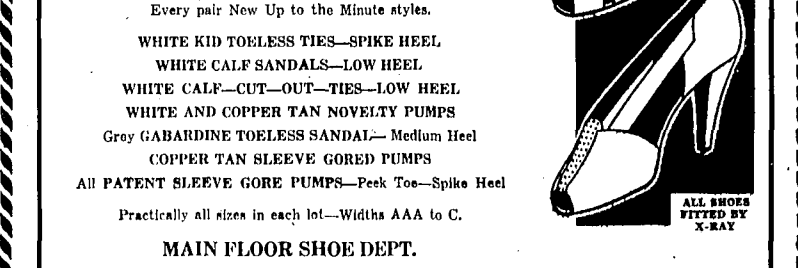 Every pair New Up to the Minute styles.
WHITE KID TOELESS TIES—SPIKE HEEL
WHITE CALF SANDALS—LOW HEEL
WHITE CALF—CUT—OUT—TIES—LOW HEEL
WHITE AND COPPER TAN NOVELTY PUMPS
Grey GABARDINE TOELESS SANDAL— Medium Heel
COPPER TAN SLEEVE GORED PUMPS
All PATENT SLEEVE GORE PUMPS—Peek Toe—Spike Heel
Practically all sizes in each lot—Widths AAA to C.
MAIN FLOOR SHOE DEPT.
ALL SHOES
FITTED BY
X-RAY